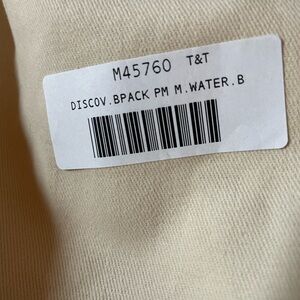 M45760 T&T
DISCOV.BPACK PM M.WATER.B